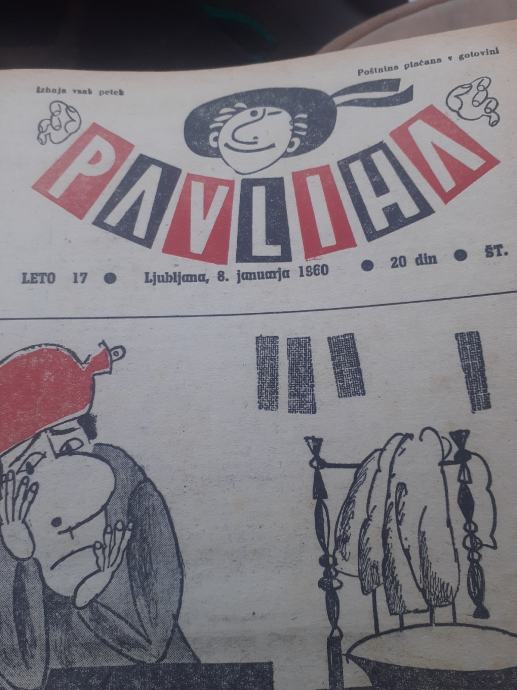 Izhaja vsak petek
Poštnina plačana v gotovini
PAVLIHA
LETO 17 ● Ljubljana, 8. januarja 1960 ● 20 din ● ŠT.